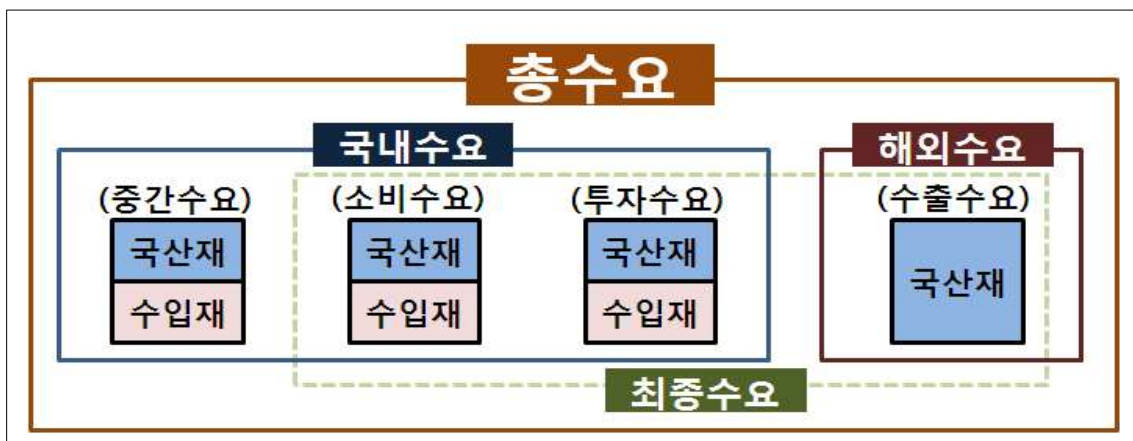 총수요
국내수요 해외수요
(중간수요) (소비수요) (투자수요) (수출수요)
국산재 국산재 국산재 국산재
수입재 수입재 수입재
최종수요